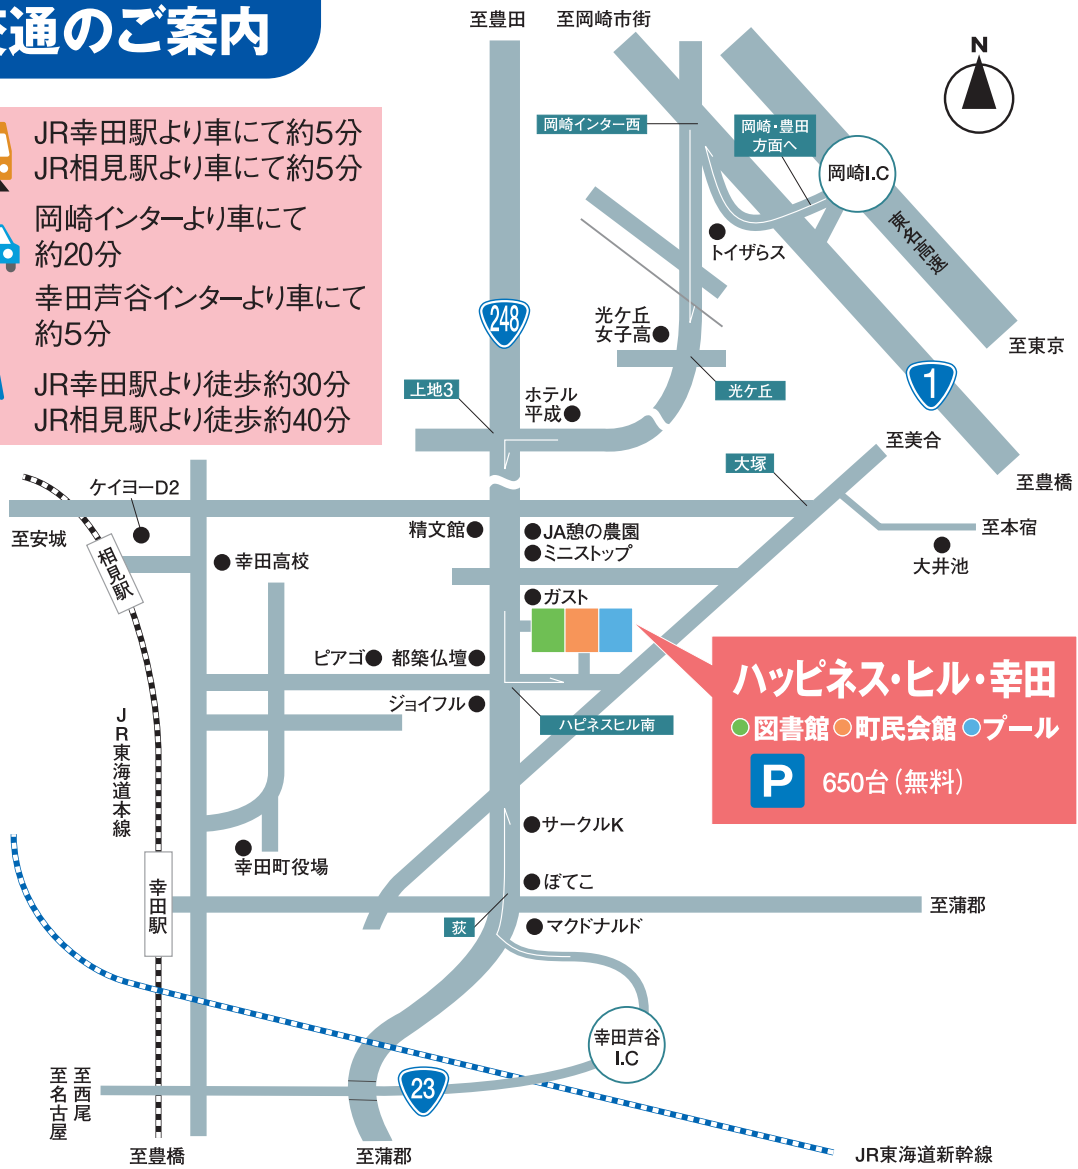 交通のご案内
JR幸田駅より車にて約5分
JR相見駅より車にて約5分
岡崎インターより車にて
約20分
幸田芦谷インターより車にて
約5分
JR幸田駅より徒歩約30分
JR相見駅より徒歩約40分
至豊田
至岡崎市街
N
岡崎インター西
岡崎・豊田
方面へ
岡崎I.C
東名高速
トイザらス
248
光ケ丘
女子高
至東京
1
上地3
ホテル
平成
光ケ丘
至美合
大塚
至豊橋
ケイヨーD2
至安城
精文館
JA憩の農園
ミニストップ
至本宿
大井池
相見駅
幸田高校
ガスト
ピアゴ
都築仏壇
ジョイフル
ハピネスヒル南
ハッピネス・ヒル・幸田
図書館
町民会館
プール
P
650台(無料)
JR東海道本線
サークルK
幸田町役場
ぽてこ
幸田駅
至蒲郡
荻
マクドナルド
幸田芦谷
I.C
23
至西尾
至名古屋
至豊橋
至蒲郡
JR東海道新幹線